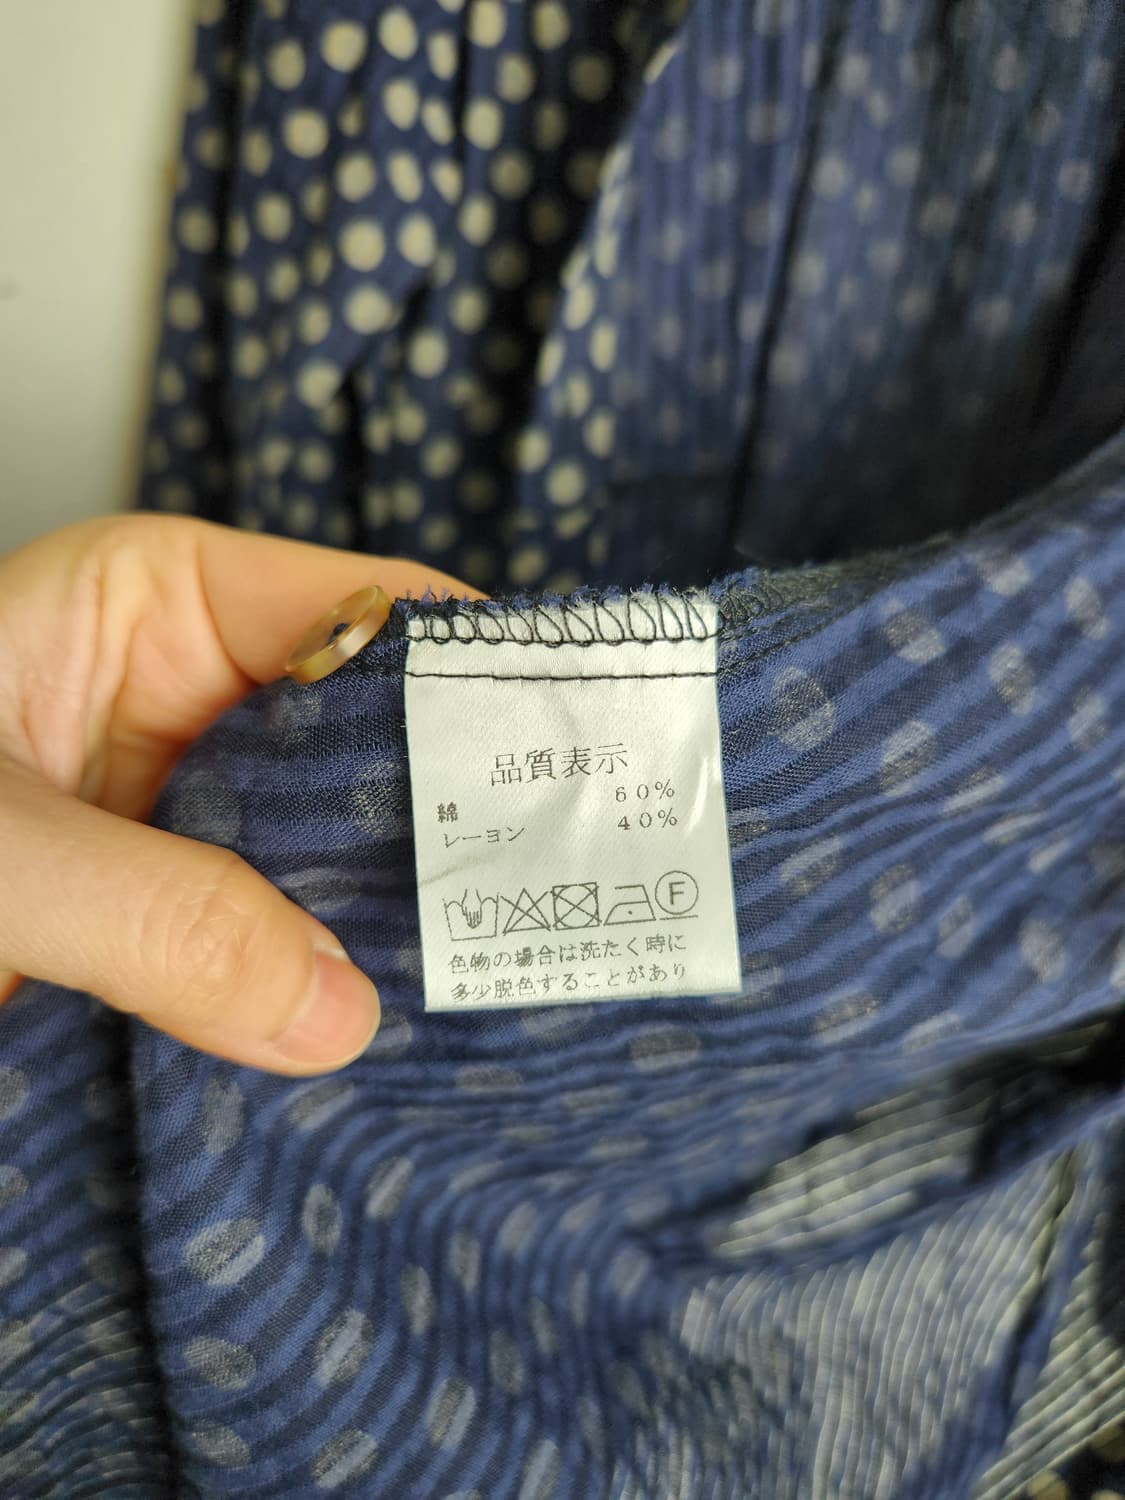 品質表示
綿 60%
レーヨン 40%
F
色物の場合は洗たく時に
多少脱色することがあり